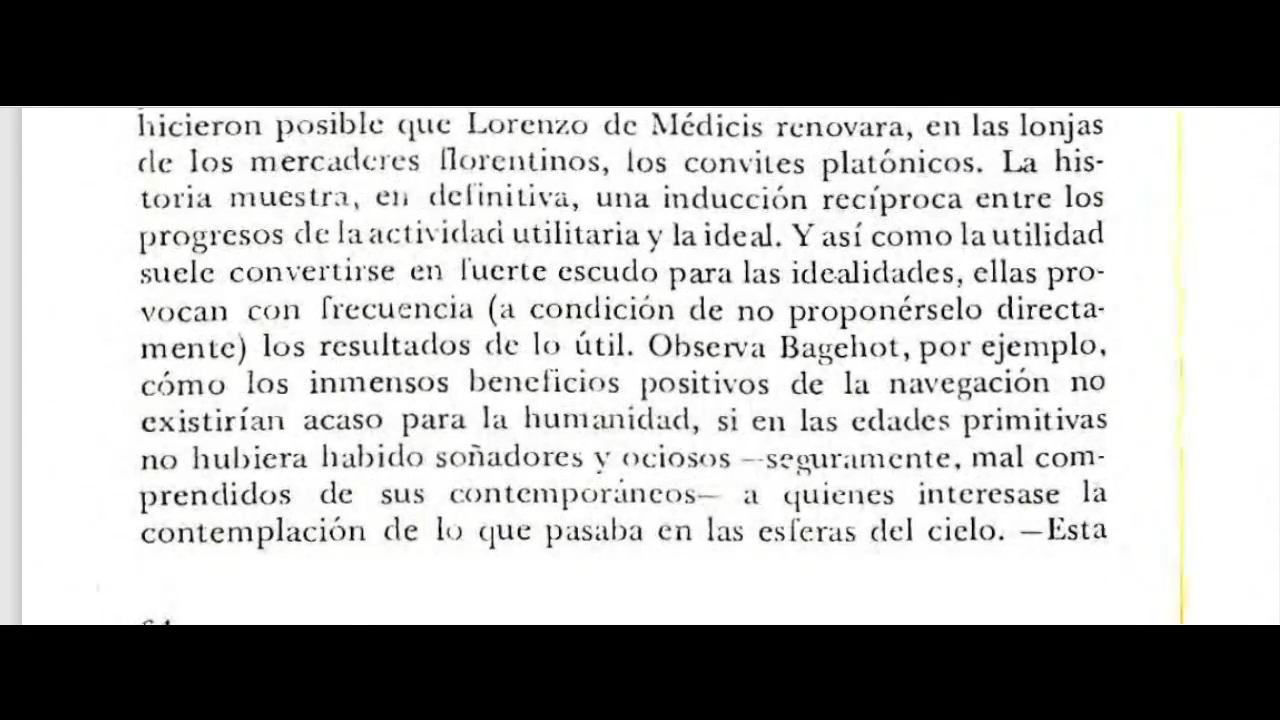 hicieron posible que Lorenzo de Médicis renovara, en las lonjas
de los mercaderes florentinos, los convites platónicos. La his-
toria muestra, en definitiva, una inducción recíproca entre los
progresos de la actividad utilitaria y la ideal. Y así como la utilidad
suele convertirse en fuerte escudo para las idealidades, ellas pro-
vocan con frecuencia (a condición de no proponérselo directa-
mente) los resultados de lo útil. Observa Bagehot, por ejemplo,
cómo los inmensos beneficios positivos de la navegación no
existirían acaso para la humanidad, si en las edades primitivas
no hubiera habido soñadores y ociosos —seguramente, mal com-
prendidos de sus contemporáneos— a quienes interesase la
contemplación de lo que pasaba en las esferas del cielo. —Esta